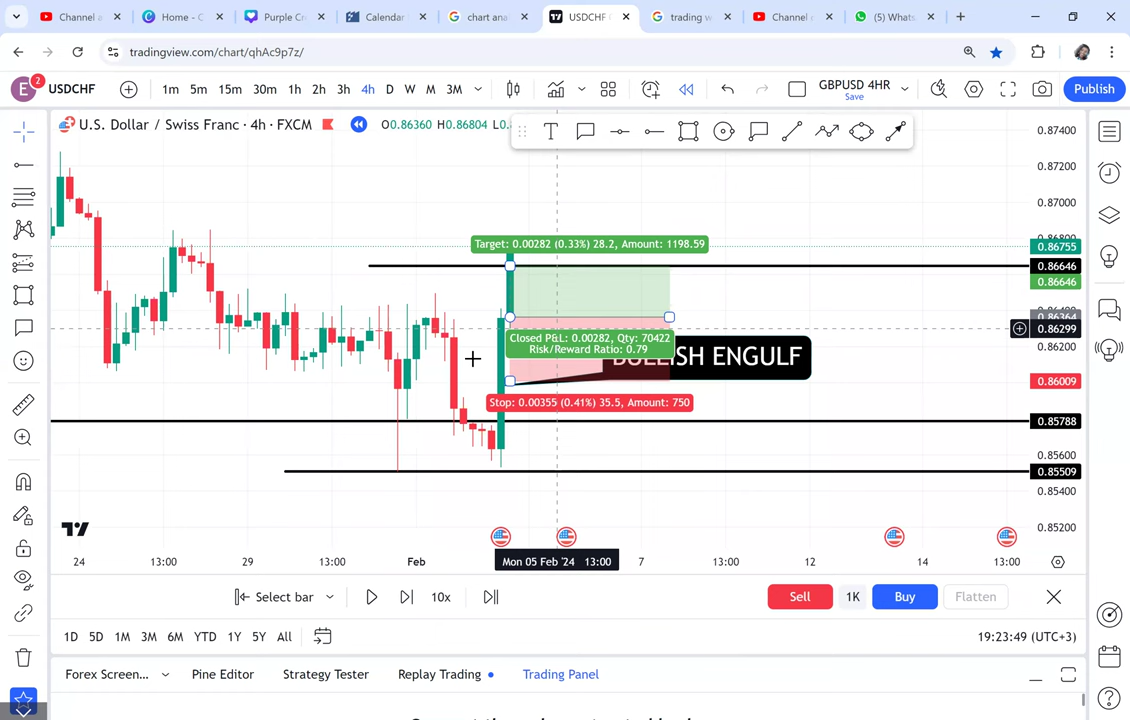 Channel a
Home - C
Purple Cr
Calendar
chart ana
USDCHF
trading w
Channel
(5) Whats
tradingview.com/chart/qhAc9p7z/
E
2
USDCHF
1m 5m 15m 30m 1h 2h 3h 4h D W M 3M
GBPUSD 4HR
Save
Publish
U.S. Dollar / Swiss Franc · 4h · FXCM
O0.86360 H0.86804 L0.
T
0.87400
0.87200
0.87000
0.86755
0.86646
0.86646
0.86364
0.86299
0.86200
0.86009
0.85788
0.85600
0.85509
0.85400
0.85200
Target: 0.00282 (0.33%) 28.2, Amount: 1198.59
Closed P&L: 0.00282, Qty: 70422
Risk/Reward Ratio: 0.79
BULLISH ENGULF
Stop: 0.00355 (0.41%) 35.5, Amount: 750
24 13:00 29 13:00 Feb Mon 05 Feb '24 13:00 7 13:00 12 14 13:00
Select bar 10x Sell 1K Buy Flatten
1D 5D 1M 3M 6M YTD 1Y 5Y All 19:23:49 (UTC+3)
Forex Screen... Pine Editor Strategy Tester Replay Trading Trading Panel